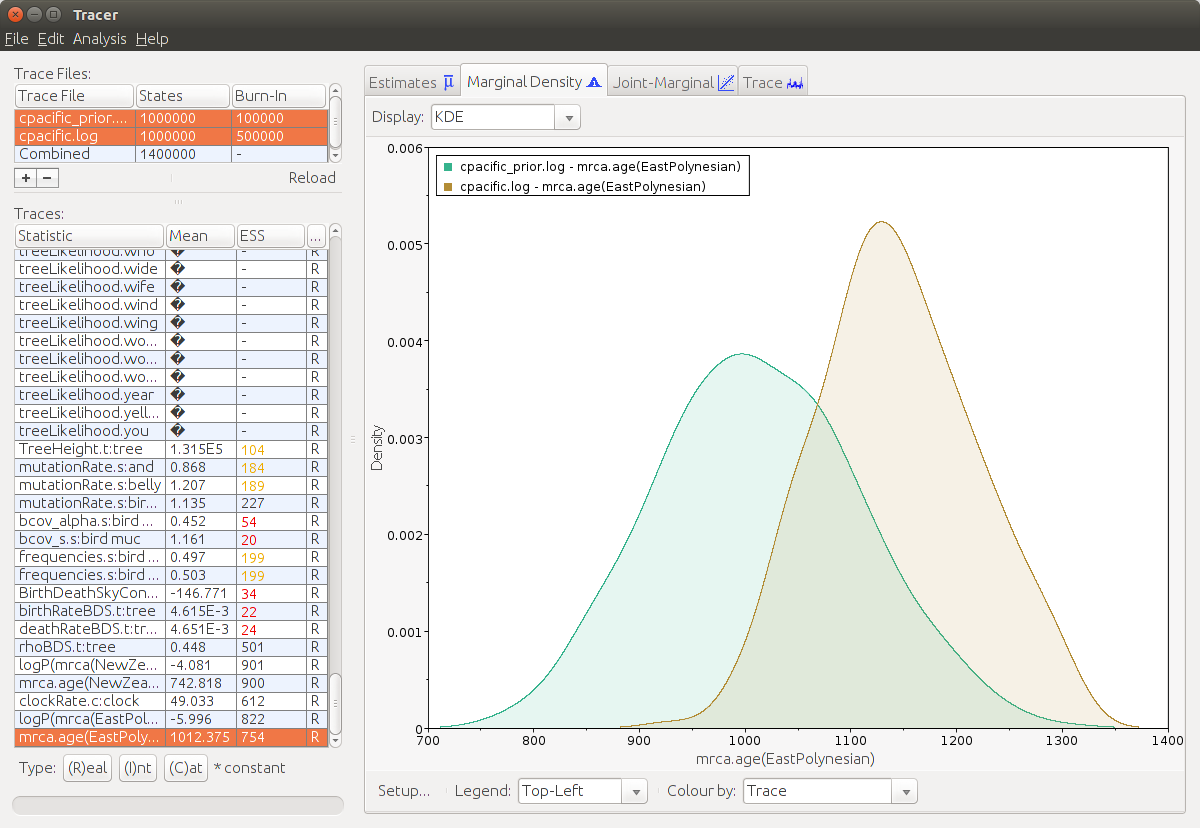 Tracer
File Edit Analysis Help
Trace Files:
Trace File States Burn-In
cpacific_prior.... 1000000 100000
cpacific.log 1000000 500000
Combined 1400000 -
+ - Reload
Traces:
Statistic Mean ESS ...
treeLikelihood.who � - R
treeLikelihood.wide � - R
treeLikelihood.wife � - R
treeLikelihood.wind � - R
treeLikelihood.wing � - R
treeLikelihood.wo... � - R
treeLikelihood.wo... � - R
treeLikelihood.wo... � - R
treeLikelihood.year � - R
treeLikelihood.yell... � - R
treeLikelihood.you � - R
TreeHeight.t:tree 1.315E5 104 R
mutationRate.s:and 0.868 184 R
mutationRate.s:belly 1.207 189 R
mutationRate.s:bir... 1.135 227 R
bcov_alpha.s:bird ... 0.452 54 R
bcov_s.s:bird muc 1.161 20 R
frequencies.s:bird ... 0.497 199 R
frequencies.s:bird ... 0.503 199 R
BirthDeathSkyCon... -146.771 34 R
birthRateBDS.t:tree 4.615E-3 22 R
deathRateBDS.t:tr... 4.651E-3 24 R
rhoBDS.t:tree 0.448 501 R
logP(mrca(NewZe... -4.081 901 R
mrca.age(NewZea... 742.818 900 R
clockRate.c:clock 49.033 612 R
logP(mrca(EastPol... -5.996 822 R
mrca.age(EastPoly... 1012.375 754 R
Type: (R)eal (I)nt (C)at * constant
Estimates μ Marginal Density Joint-Marginal Trace
Display: KDE
cpacific_prior.log - mrca.age(EastPolynesian)
cpacific.log - mrca.age(EastPolynesian)
0.006
0.005
0.004
0.003
0.002
0.001
0
Density
700 800 900 1000 1100 1200 1300 1400
mrca.age(EastPolynesian)
Setup... Legend: Top-Left Colour by: Trace